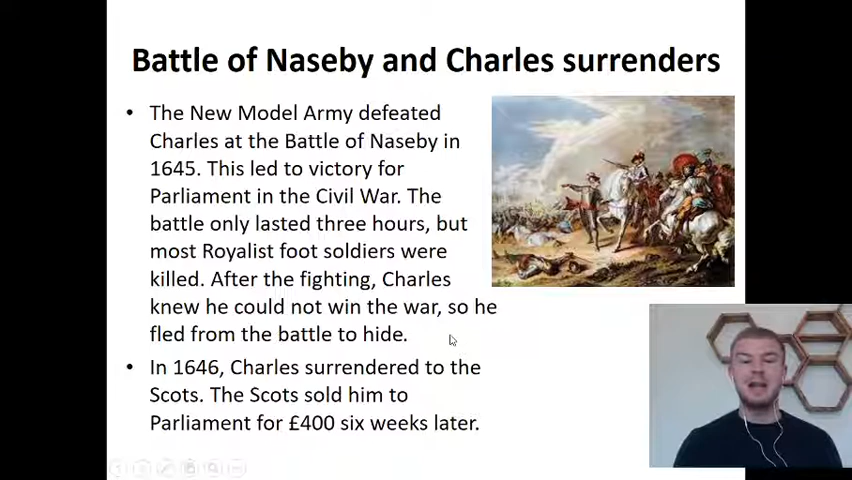 Battle of Naseby and Charles surrenders
• The New Model Army defeated
Charles at the Battle of Naseby in
1645. This led to victory for
Parliament in the Civil War. The
battle only lasted three hours, but
most Royalist foot soldiers were
killed. After the fighting, Charles
knew he could not win the war, so he
fled from the battle to hide.
• In 1646, Charles surrendered to the
Scots. The Scots sold him to
Parliament for £400 six weeks later.